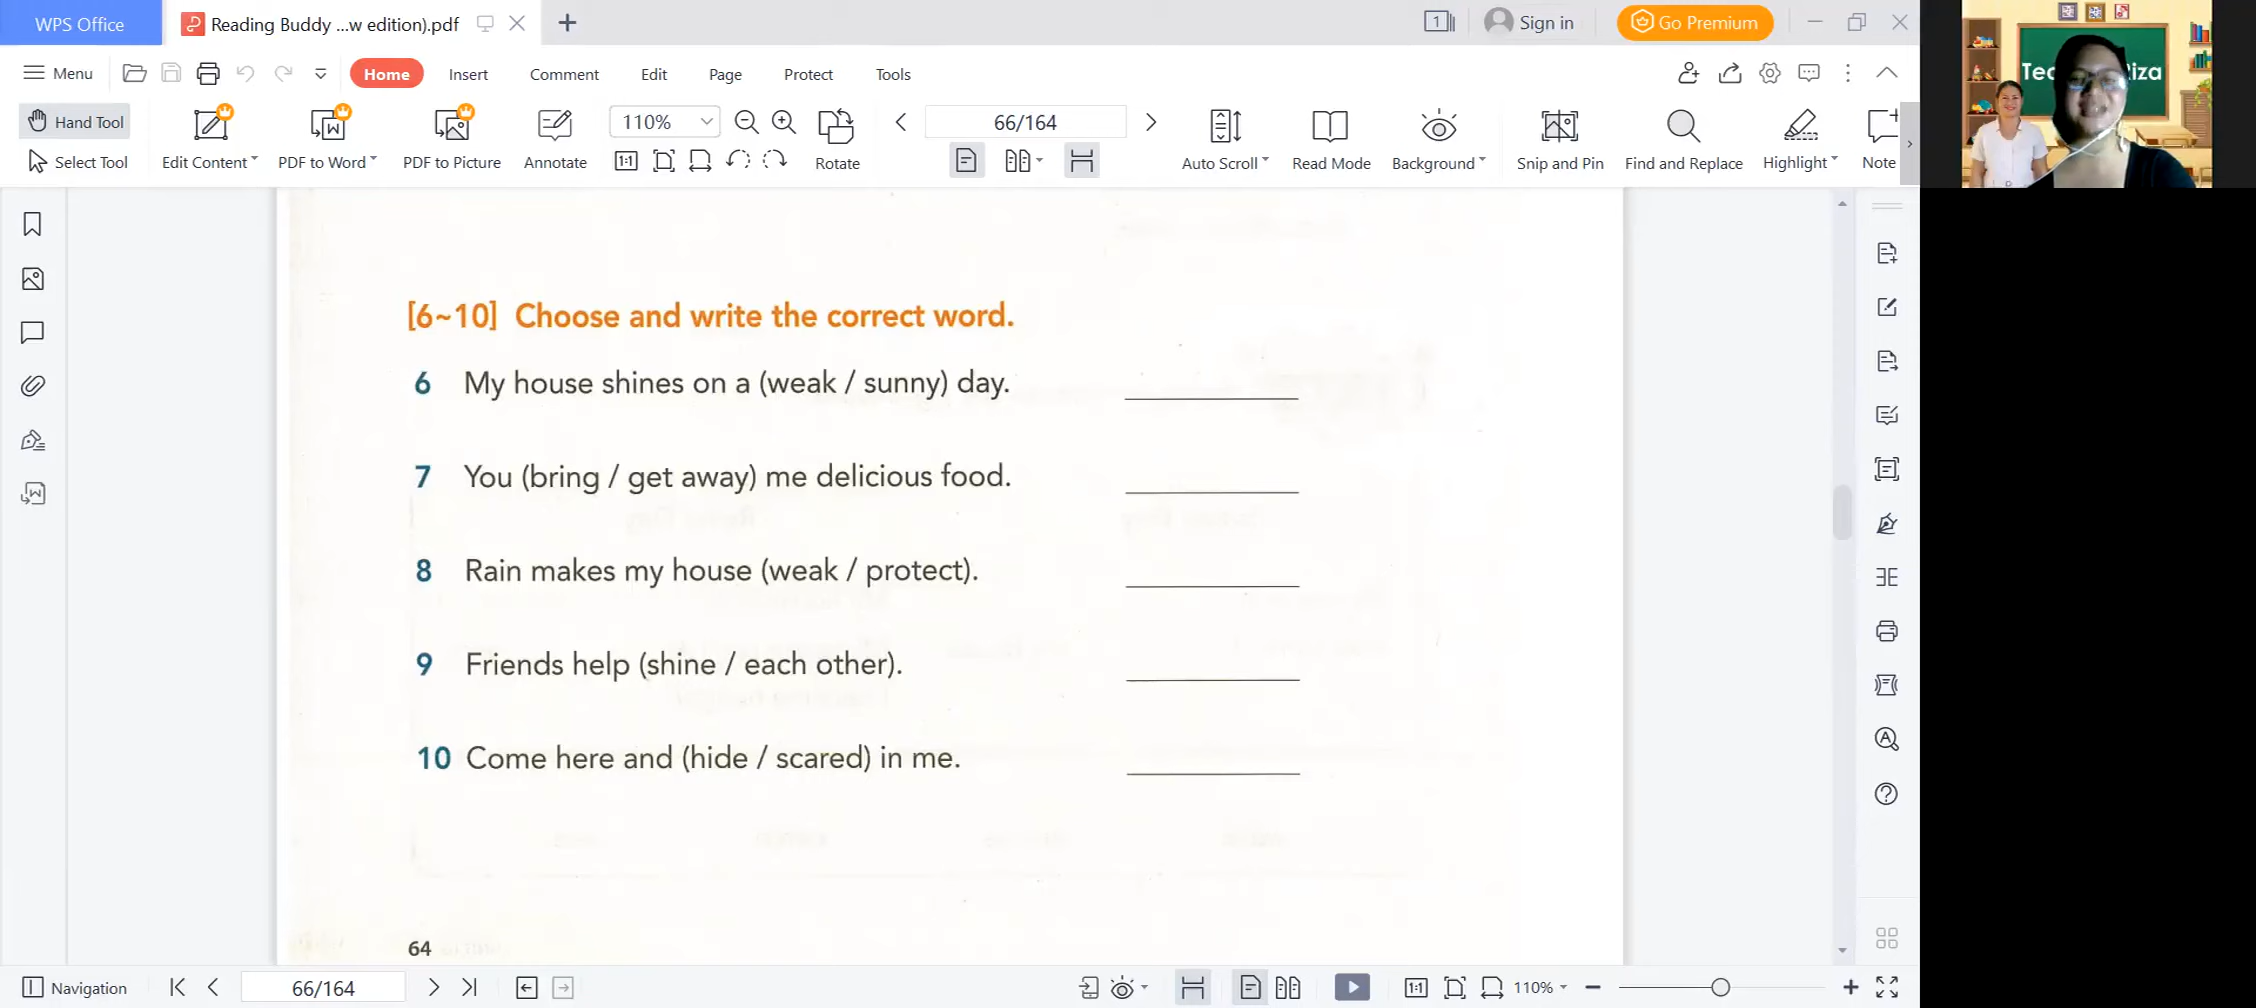 WPS Office
Reading Buddy ...w edition).pdf
1
Sign in
Go Premium
Menu
Home
Insert
Comment
Edit
Page
Protect
Tools
Hand Tool
Select Tool
Edit Content
PDF to Word
PDF to Picture
Annotate
110%
Rotate
66/164
Auto Scroll
Read Mode
Background
Snip and Pin
Find and Replace
Highlight
Note
[6~10] Choose and write the correct word.
6 My house shines on a (weak / sunny) day.
7 You (bring / get away) me delicious food.
8 Rain makes my house (weak / protect).
9 Friends help (shine / each other).
10 Come here and (hide / scared) in me.
64
Navigation
66/164
1:1
110%